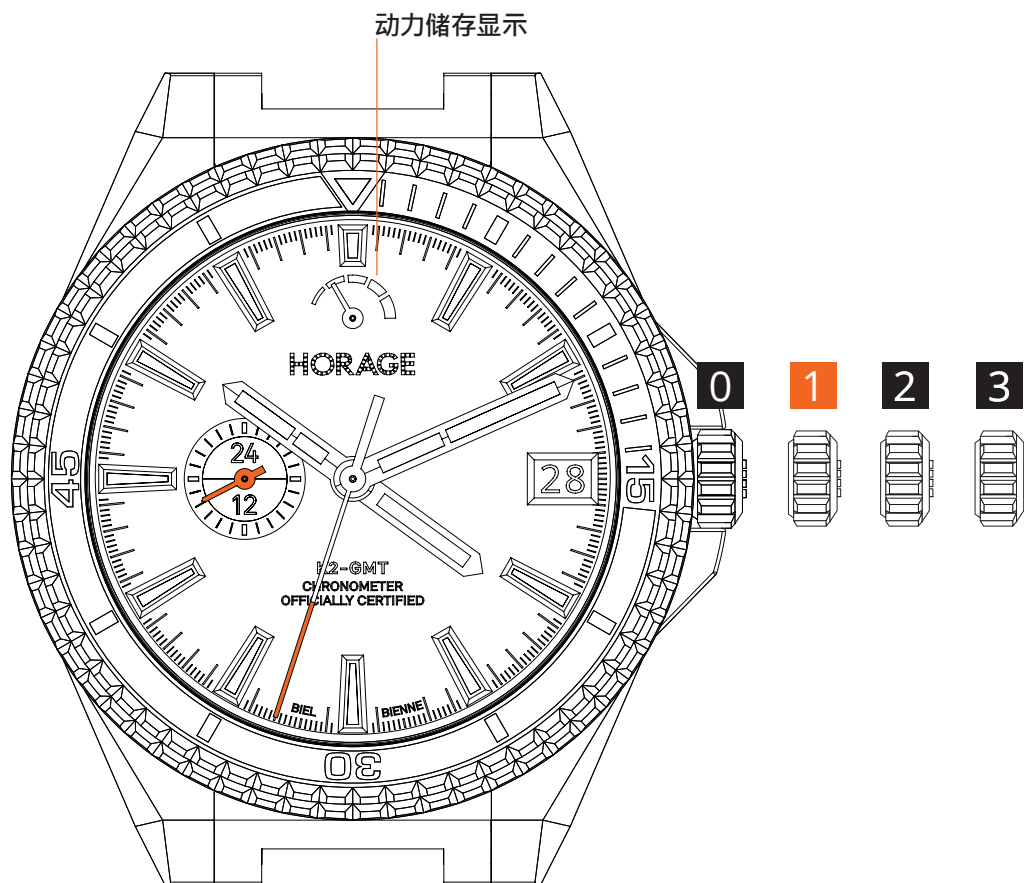 动力储存显示
HORAGE
0 1 2 3
24
12
45
15
28
K2-GMT
CHRONOMETER
OFFICIALLY CERTIFIED
BIEL BIENNE
30